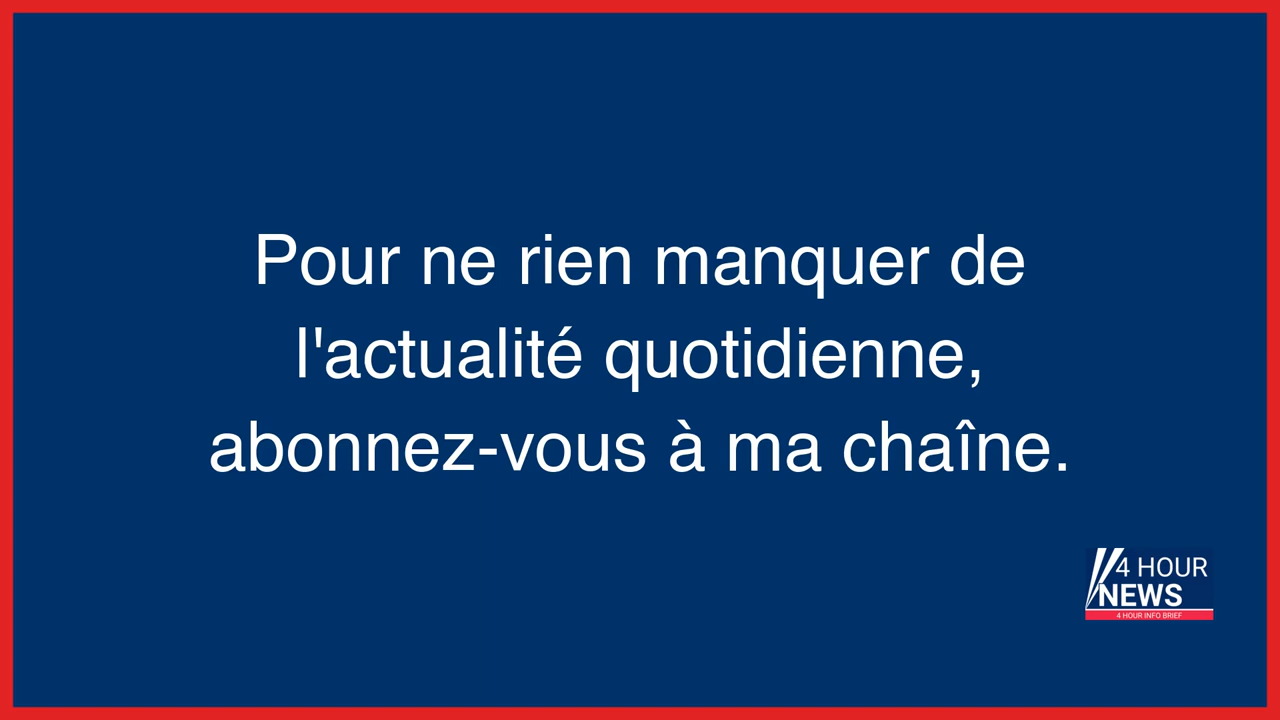 Pour ne rien manquer de
l'actualité quotidienne,
abonnez-vous à ma chaîne.
4 HOUR
NEWS
4 HOUR INFO BRIEF